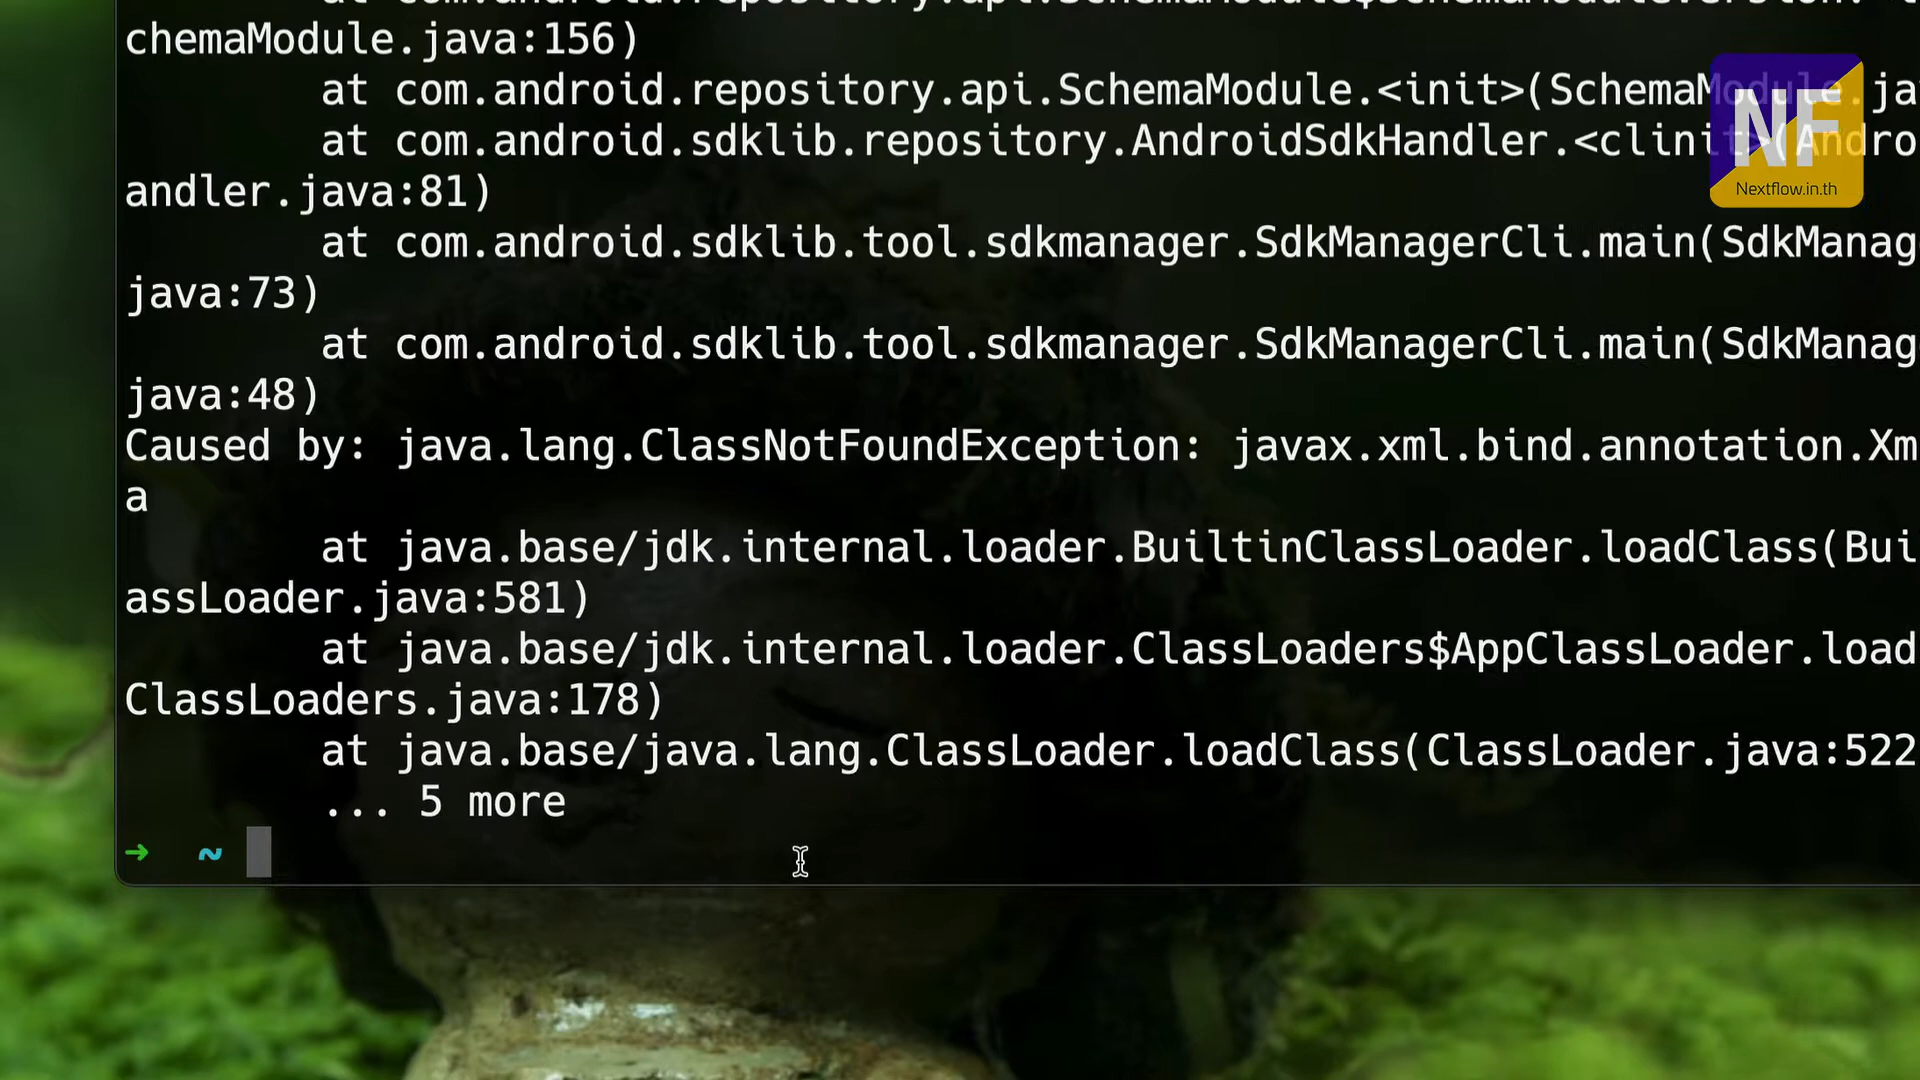 chemaModule.java:156)
at com.android.repository.api.SchemaModule.<init>(SchemaModule.ja
at com.android.sdklib.repository.AndroidSdkHandler.<clinit>(Andro
andler.java:81)
at com.android.sdklib.tool.sdkmanager.SdkManagerCli.main(SdkManag
java:73)
at com.android.sdklib.tool.sdkmanager.SdkManagerCli.main(SdkManag
java:48)
Caused by: java.lang.ClassNotFoundException: javax.xml.bind.annotation.Xm
a
at java.base/jdk.internal.loader.BuiltinClassLoader.loadClass(Bui
assLoader.java:581)
at java.base/jdk.internal.loader.ClassLoaders$AppClassLoader.load
ClassLoaders.java:178)
at java.base/java.lang.ClassLoader.loadClass(ClassLoader.java:522
... 5 more
➜ ~
NF
Nextflow.in.th